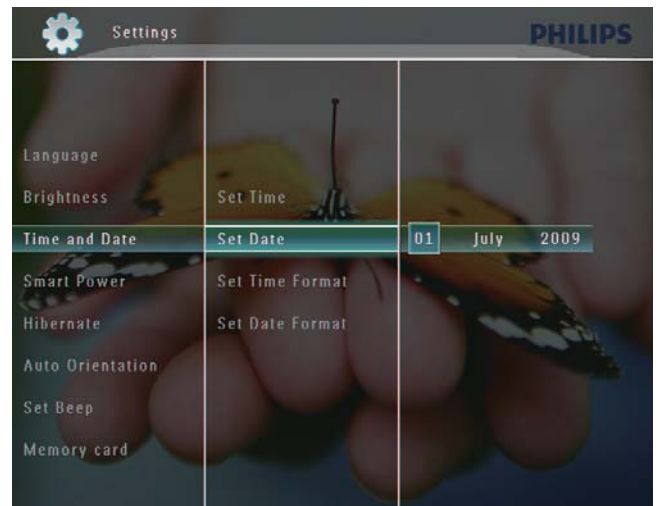 Settings
PHILIPS
Language
Brightness
Time and Date
Smart Power
Hibernate
Auto Orientation
Set Beep
Memory card
Set Time
Set Date
Set Time Format
Set Date Format
01 July 2009